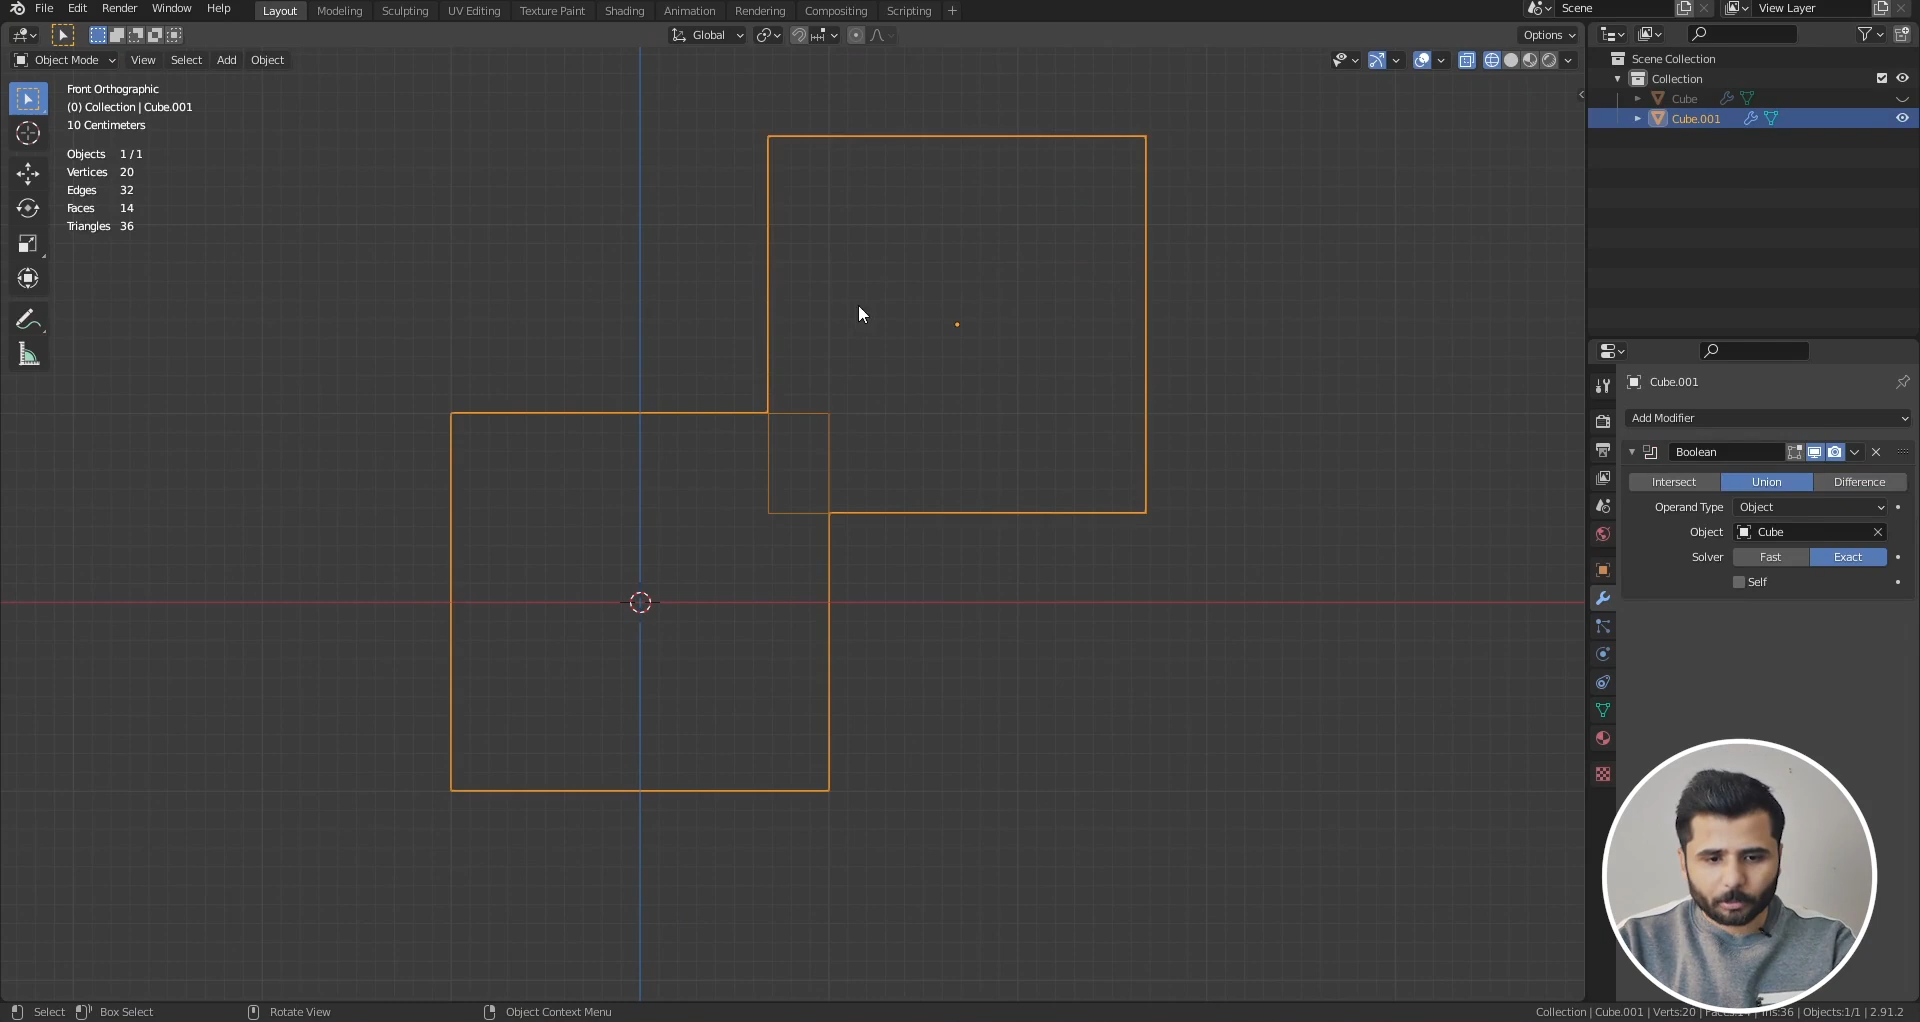 File Edit Render Window Help Layout Modeling Sculpting UV Editing Texture Paint Shading Animation Rendering Compositing Scripting + Scene View Layer
Global Options
Object Mode View Select Add Object
Front Orthographic
(0) Collection | Cube.001
10 Centimeters
Objects 1 / 1
Vertices 20
Edges 32
Faces 14
Triangles 36
Scene Collection
Collection
Cube
Cube.001
Cube.001
Add Modifier
Boolean
Intersect Union Difference
Operand Type Object
Object Cube
Solver Fast Exact
Self
Select Box Select Rotate View Object Context Menu Collection | Cube.001 | Verts:20 | Tris:36 | Objects:1/1 | 2.91.2